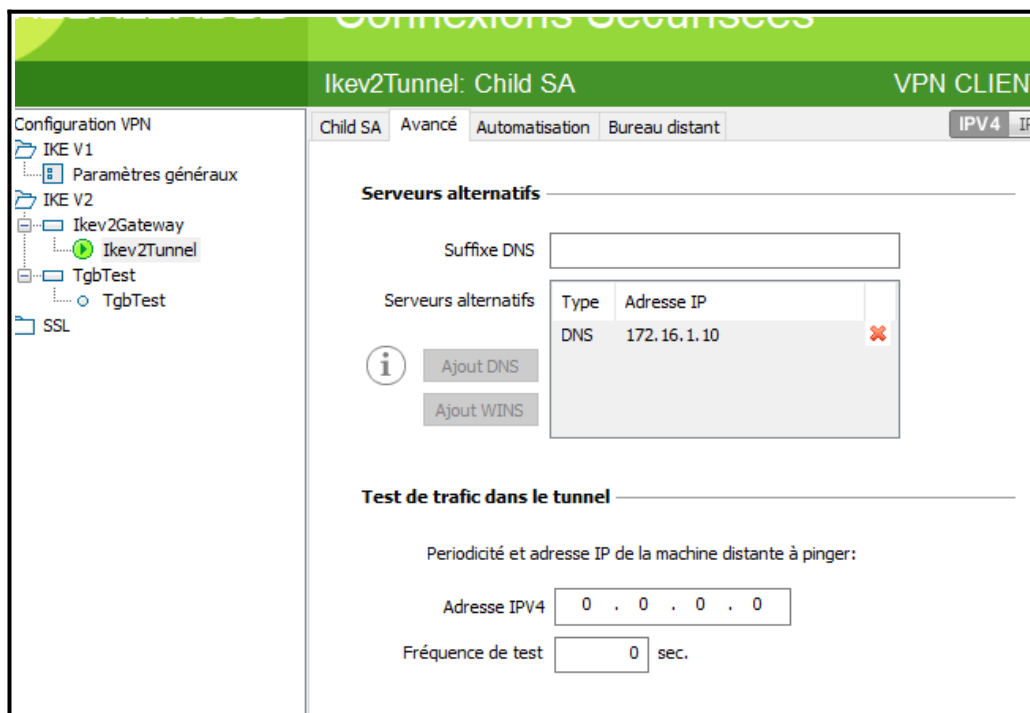 Connexions Sécurisées
Ikev2Tunnel: Child SA
VPN CLIEN
Configuration VPN
IKE V1
Paramètres généraux
IKE V2
Ikev2Gateway
Ikev2Tunnel
TgbTest
TgbTest
SSL
Child SA Avancé Automatisation Bureau distant
IPV4 IP
Serveurs alternatifs
Suffixe DNS
Serveurs alternatifs
Type Adresse IP
DNS 172.16.1.10
Ajout DNS
Ajout WINS
Test de trafic dans le tunnel
Periodicité et adresse IP de la machine distante à pinger:
Adresse IPV4 0 . 0 . 0 . 0
Fréquence de test 0 sec.